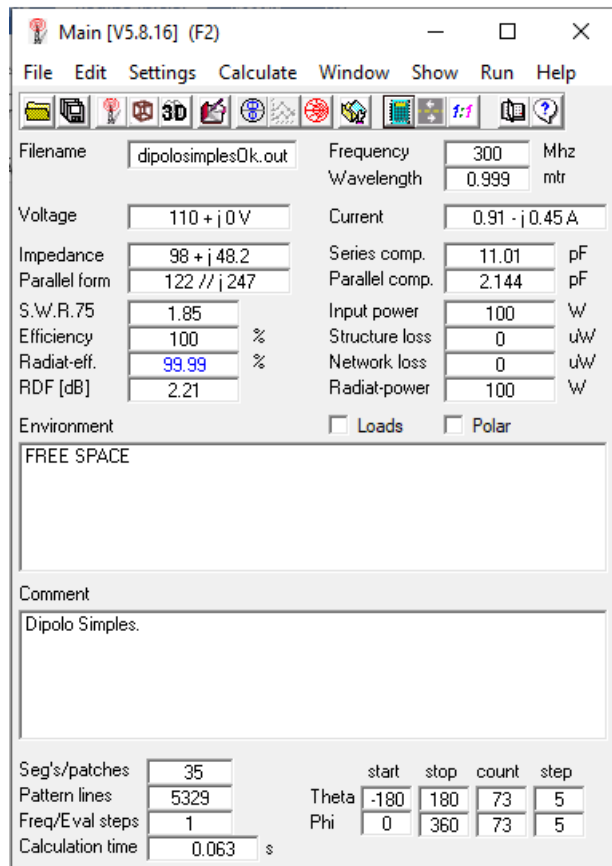 Main [V5.8.16] (F2)
File Edit Settings Calculate Window Show Run Help
3D 1:1 ?
Filename dipolosimplesOk.out Frequency 300 Mhz
Wavelength 0.999 mtr
Voltage 110 + j 0 V Current 0.91 - j 0.45 A
Impedance 98 + j 48.2 Series comp. 11.01 pF
Parallel form 122 // j 247 Parallel comp. 2.144 pF
S.W.R.75 1.85 Input power 100 W
Efficiency 100 % Structure loss 0 uW
Radiat-eff. 99.99 % Network loss 0 uW
RDF [dB] 2.21 Radiat-power 100 W
Environment Loads Polar
FREE SPACE
Comment
Dipolo Simples.
Seg's/patches 35 start stop count step
Pattern lines 5329 Theta -180 180 73 5
Freq/Eval steps 1 Phi 0 360 73 5
Calculation time 0.063 s